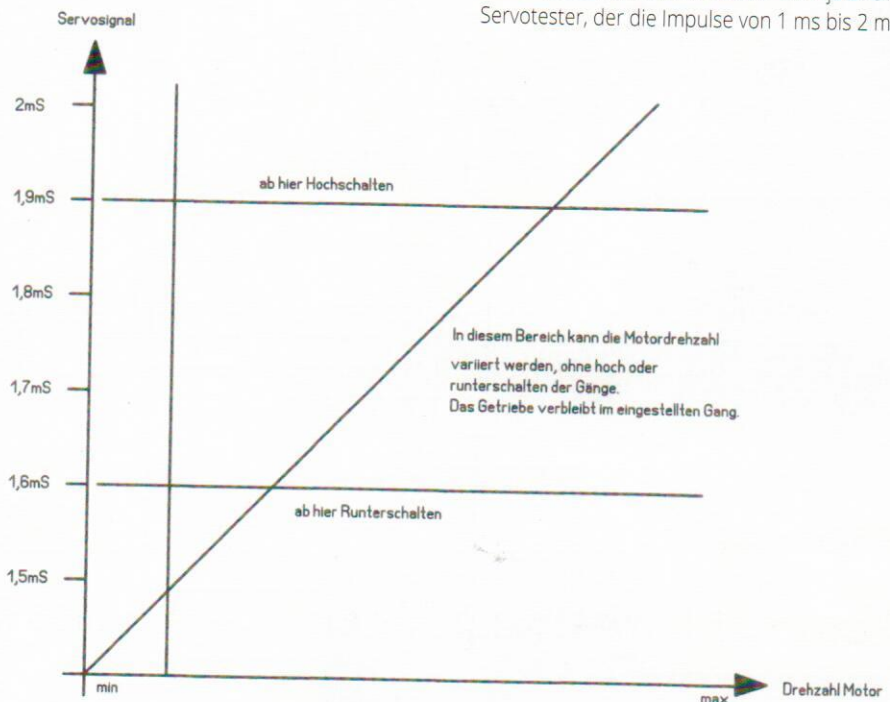 Servotester, der die Impulse von 1 ms bis 2 m
Servosignal
2mS
1,9mS
ab hier Hochschalten
1,8mS
In diesem Bereich kann die Motordrehzahl
variiert werden, ohne hoch oder
1,7mS
runterschalten der Gänge.
Das Getriebe verbleibt im eingestellten Gang.
1,6mS
ab hier Runterschalten
1,5mS
min
max
Drehzahl Motor